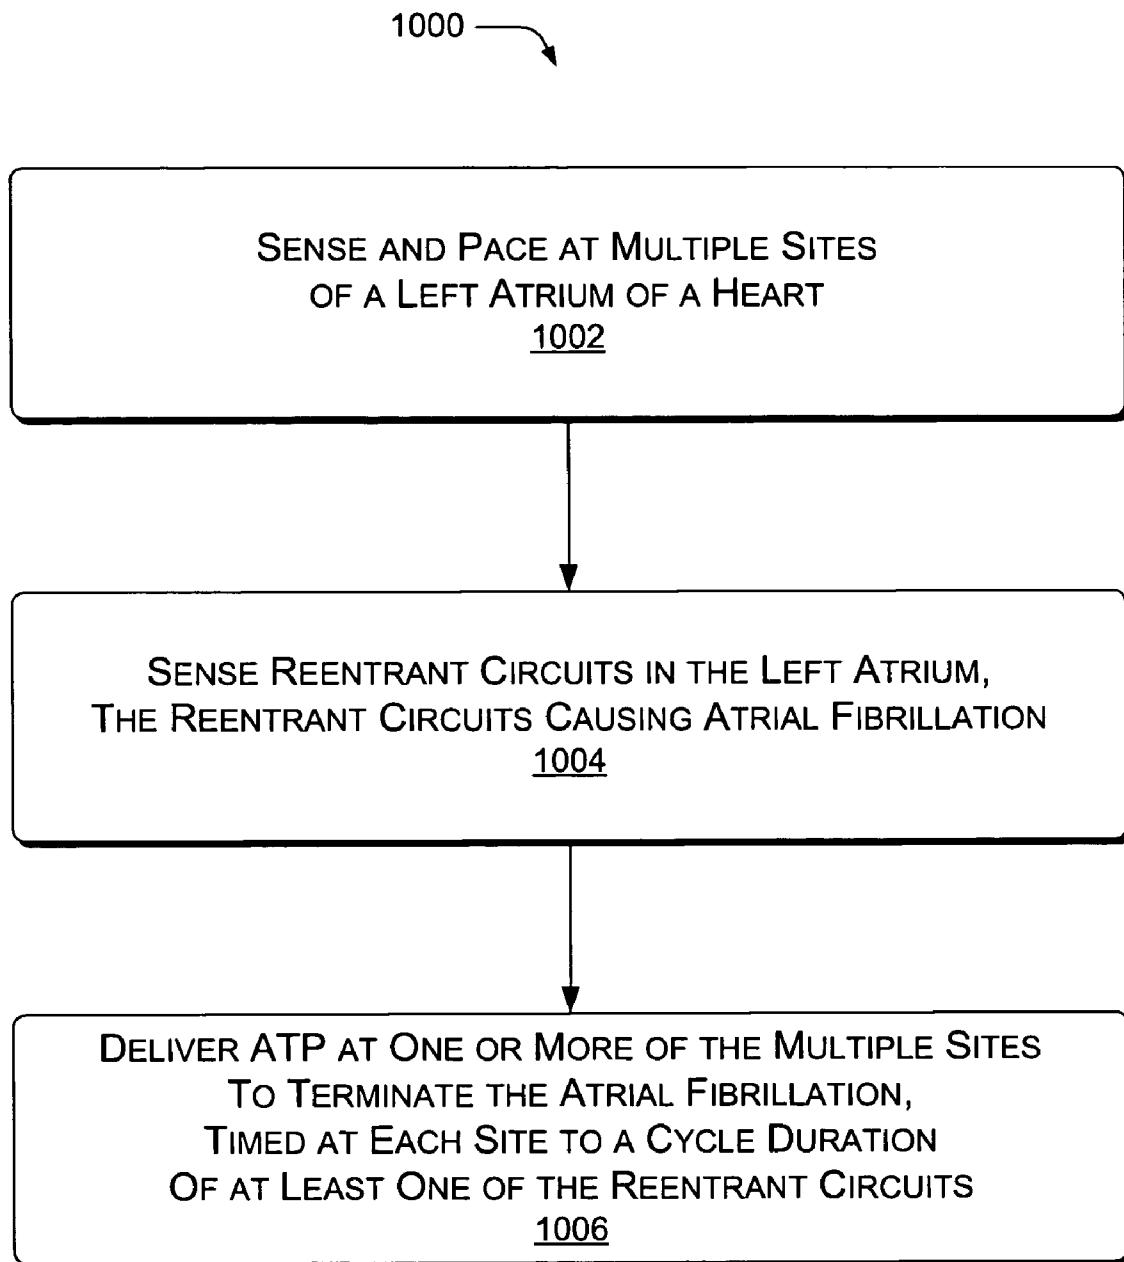 1000
SENSE AND PACE AT MULTIPLE SITES
OF A LEFT ATRIUM OF A HEART
1002
SENSE REENTRANT CIRCUITS IN THE LEFT ATRIUM,
THE REENTRANT CIRCUITS CAUSING ATRIAL FIBRILLATION
1004
DELIVER ATP AT ONE OR MORE OF THE MULTIPLE SITES
TO TERMINATE THE ATRIAL FIBRILLATION,
TIMED AT EACH SITE TO A CYCLE DURATION
OF AT LEAST ONE OF THE REENTRANT CIRCUITS
1006